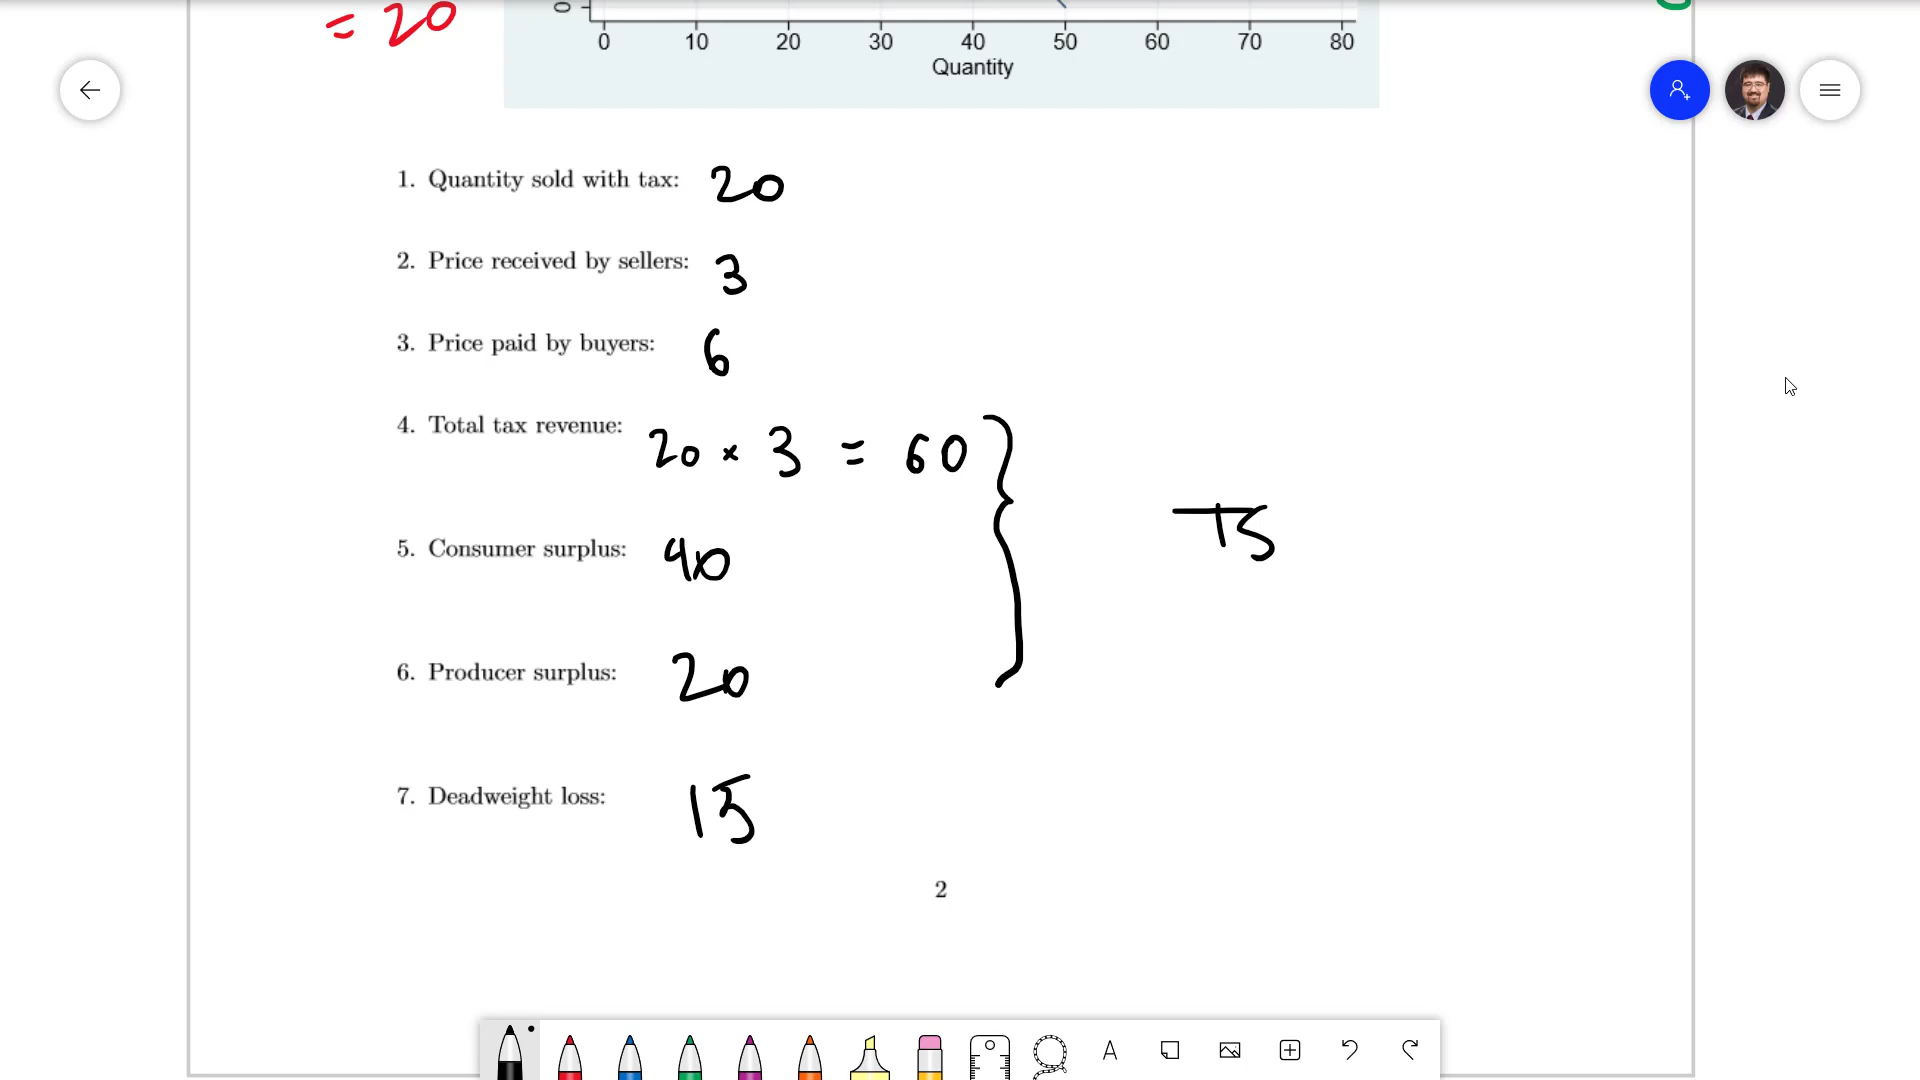 = 20
0
0 10 20 30 40 50 60 70 80
Quantity
1. Quantity sold with tax: 20
2. Price received by sellers: 3
3. Price paid by buyers: 6
4. Total tax revenue: 20 × 3 = 60
TS
5. Consumer surplus: 40
6. Producer surplus: 20
7. Deadweight loss: 15
2
A